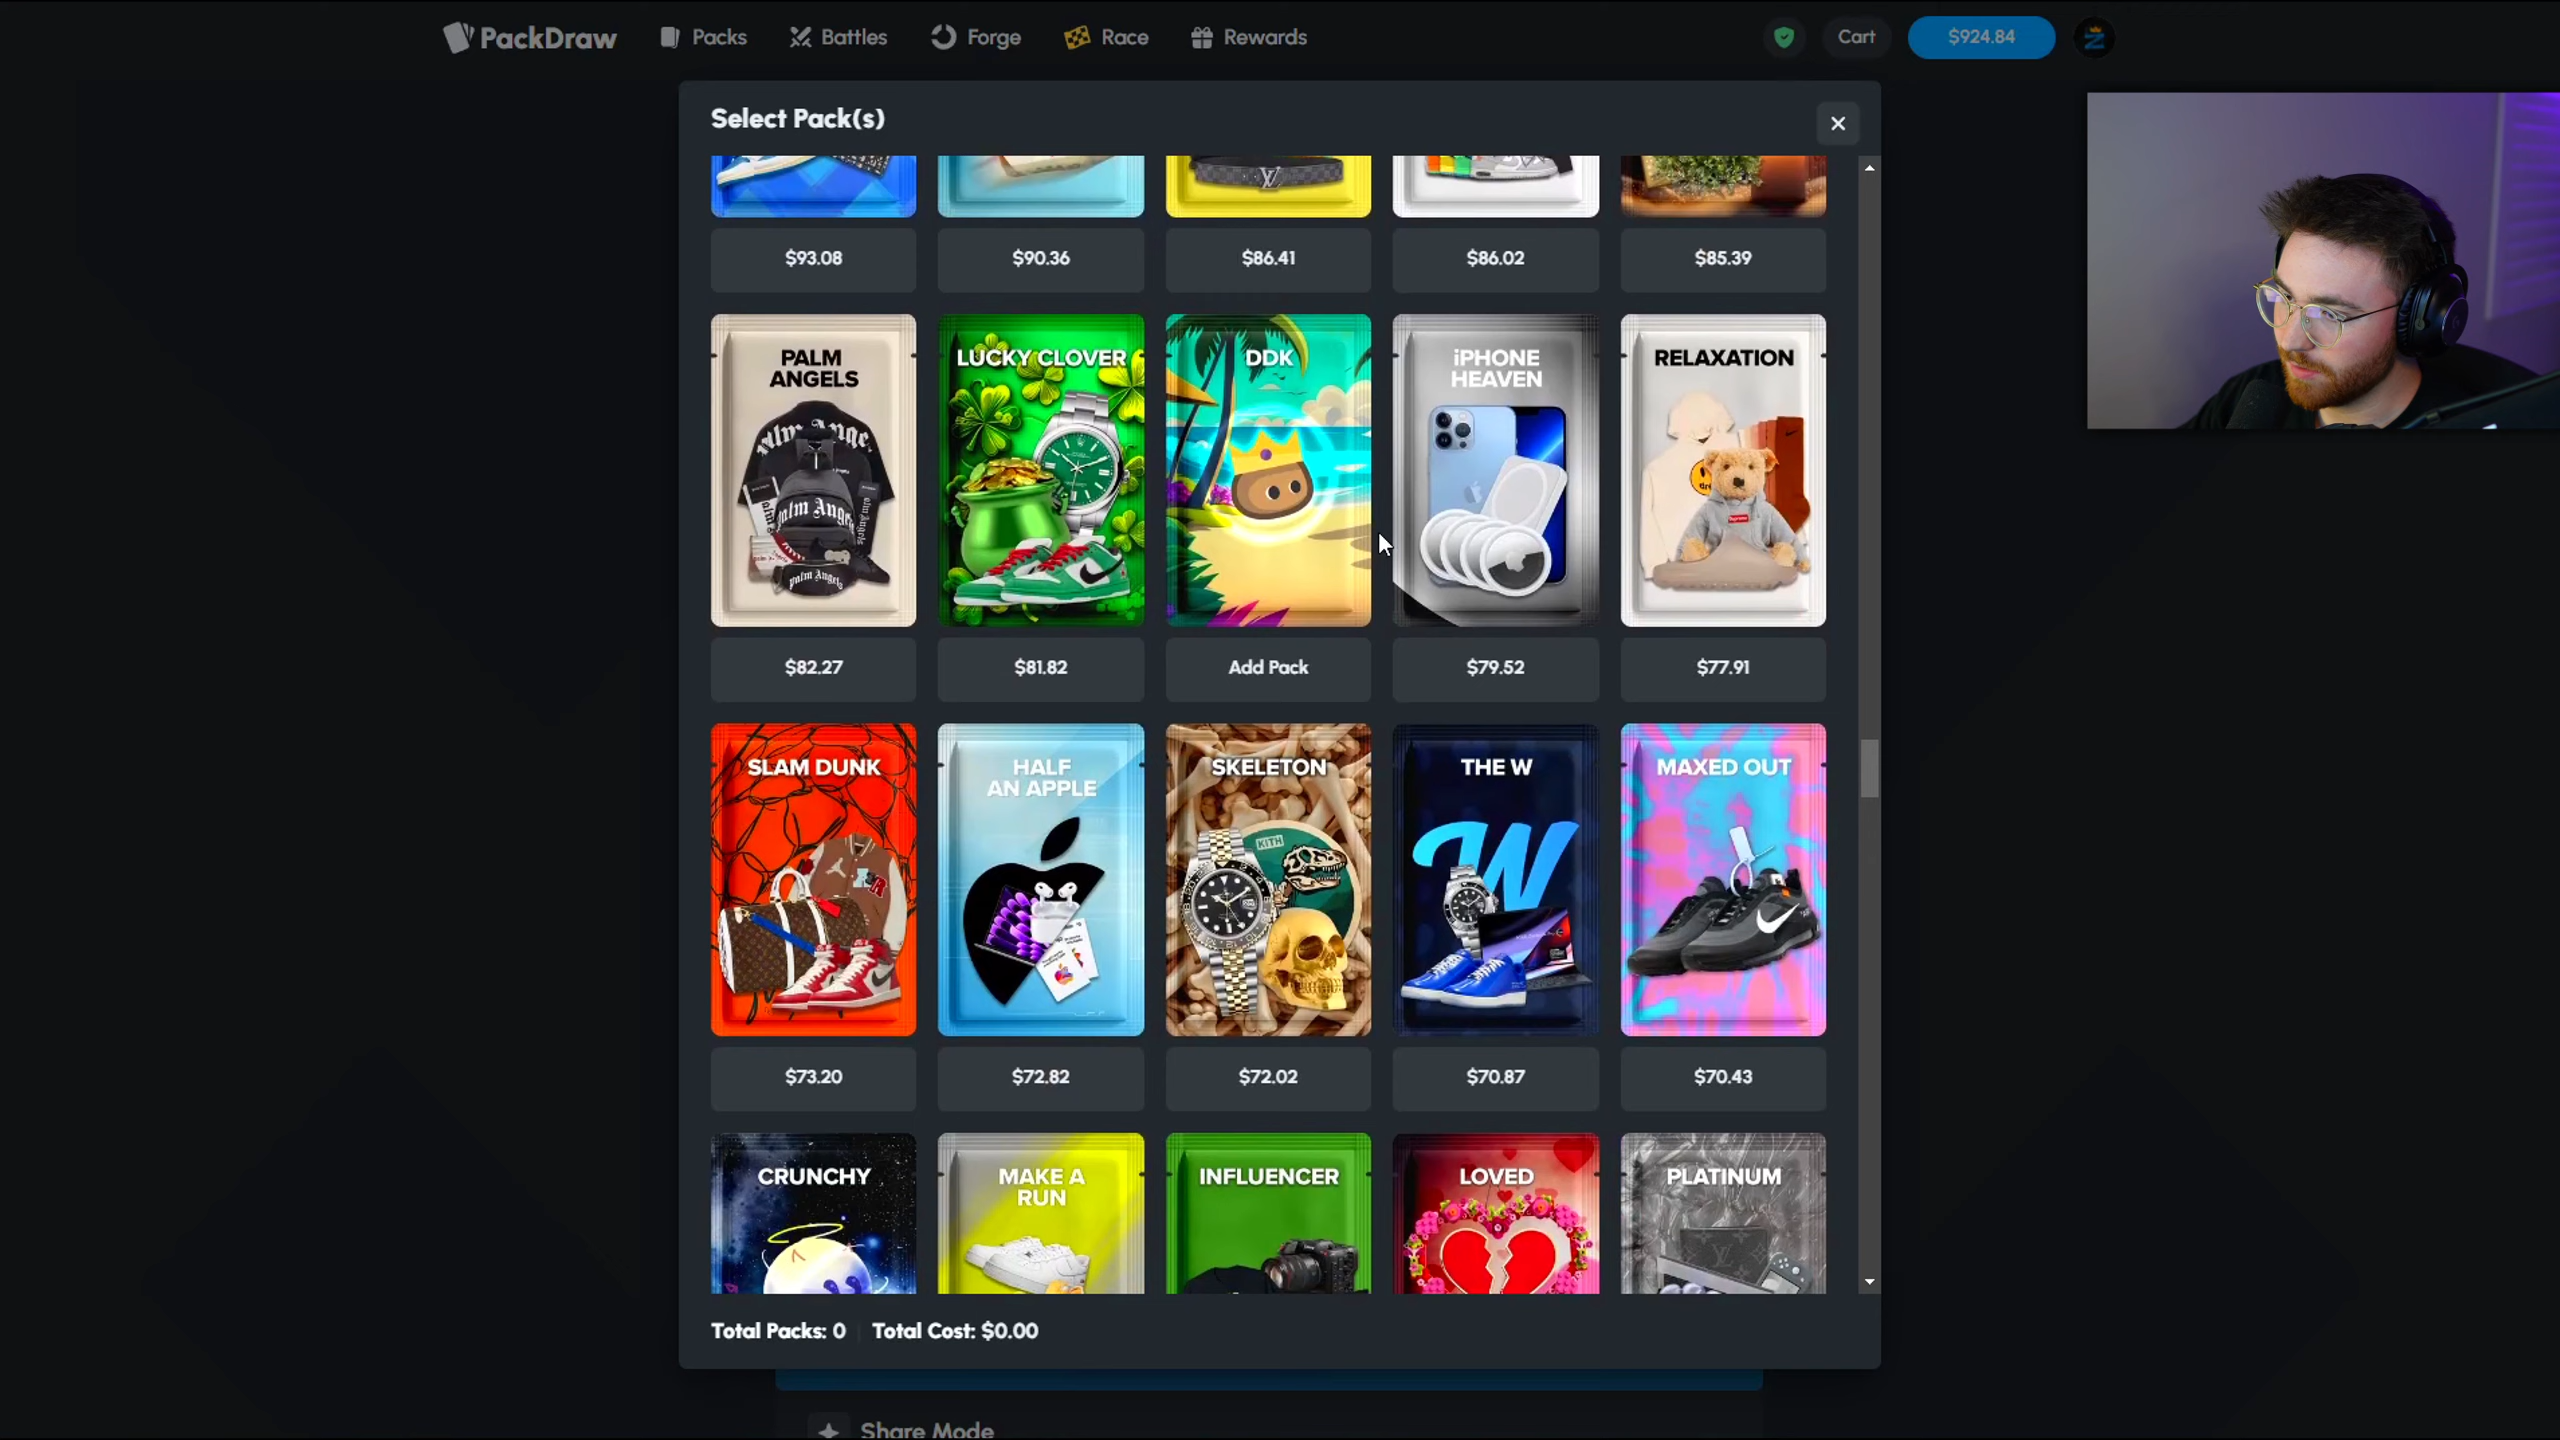 PackDraw
Packs
Battles
Forge
Race
Rewards
Cart
$924.84
Select Pack(s)
$93.08
$90.36
$86.41
$86.02
$85.39
PALM
ANGELS
LUCKY CLOVER
DDK
iPHONE
HEAVEN
RELAXATION
$82.27
$81.82
Add Pack
$79.52
$77.91
SLAM DUNK
HALF
AN APPLE
SKELETON
THE W
MAXED OUT
KITH
W
$73.20
$72.82
$72.02
$70.87
$70.43
CRUNCHY
MAKE A
RUN
INFLUENCER
LOVED
PLATINUM
Total Packs: 0
Total Cost: $0.00
Share Mode